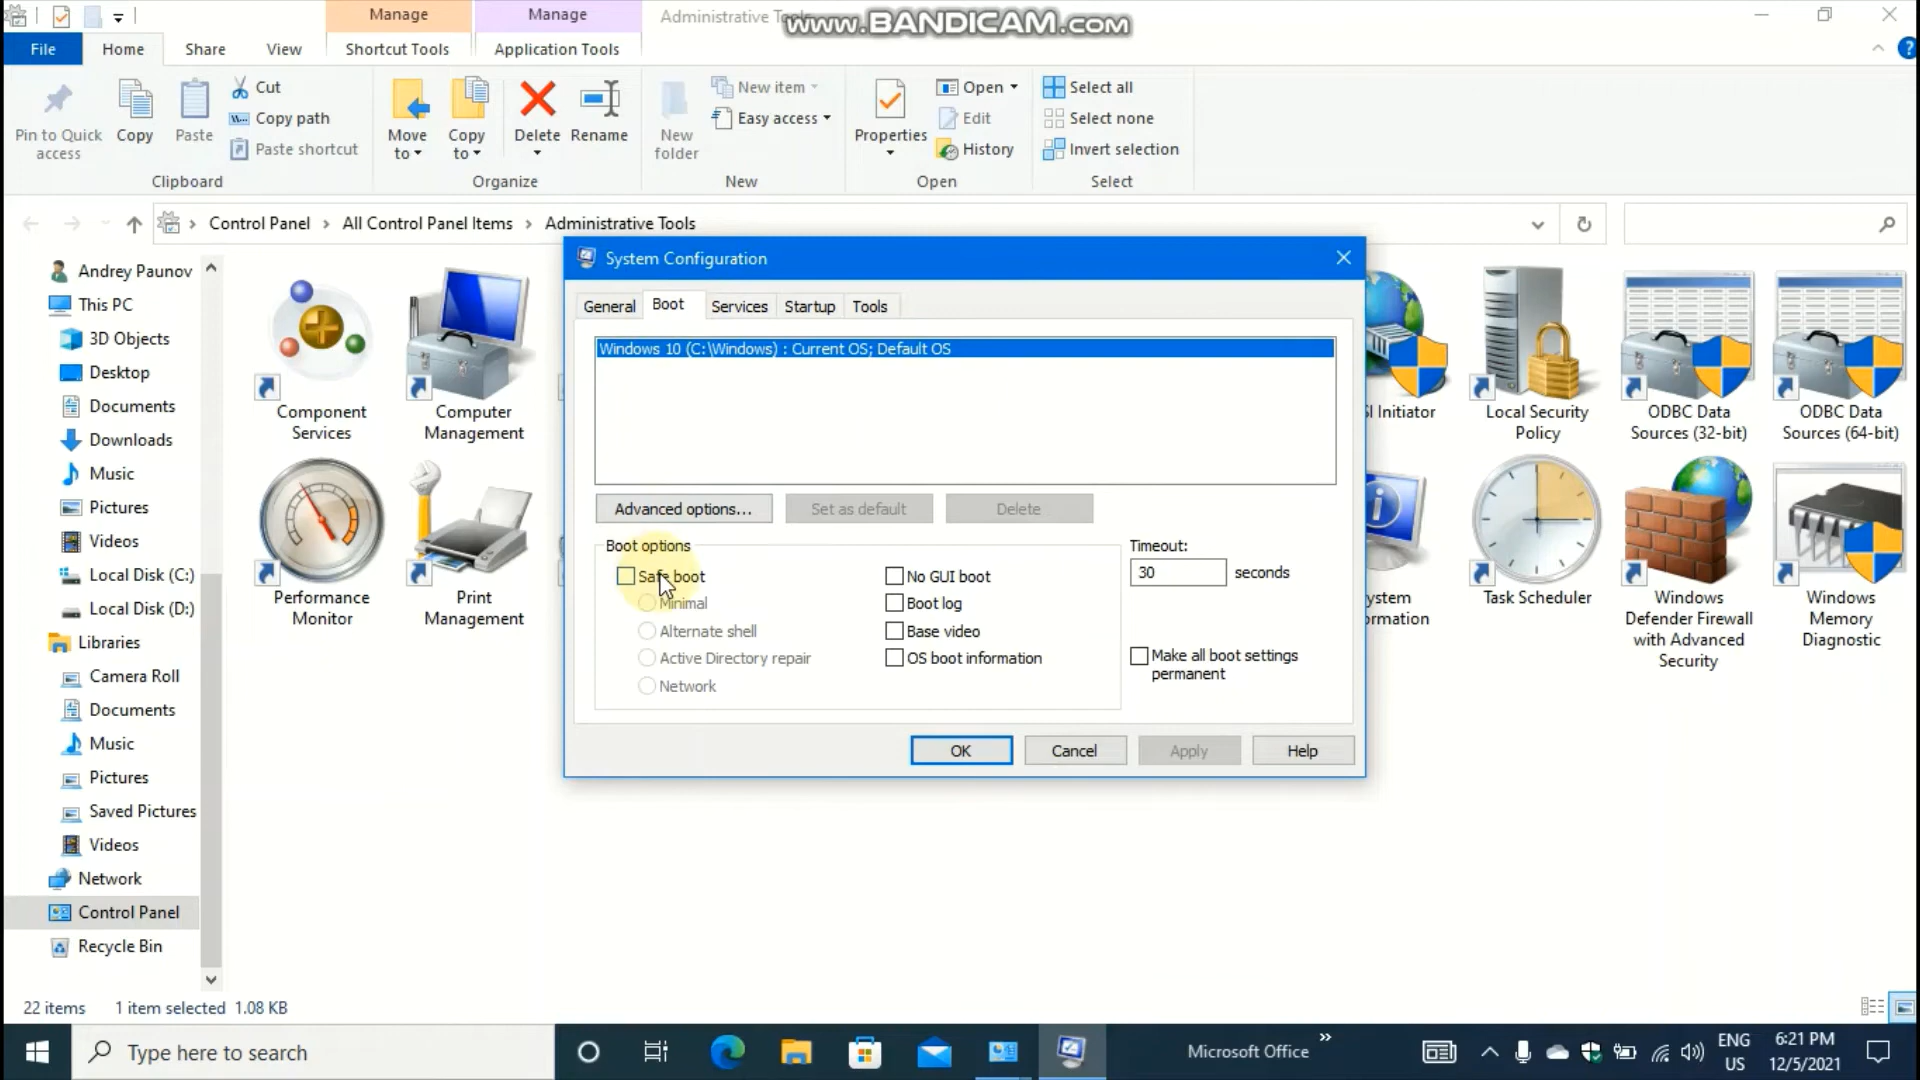 Manage
Manage
Administrative To
www.BANDICAM.com
File
Home
Share
View
Shortcut Tools
Application Tools
Pin to Quick
access
Copy
Paste
Cut
Copy path
Paste shortcut
Clipboard
Move
to
Copy
to
Delete
Rename
Organize
New
folder
New item
Easy access
New
Properties
Open
Edit
History
Open
Select all
Select none
Invert selection
Select
Control Panel > All Control Panel Items > Administrative Tools
Andrey Paunov
This PC
3D Objects
Desktop
Documents
Downloads
Music
Pictures
Videos
Local Disk (C:)
Local Disk (D:)
Libraries
Camera Roll
Documents
Music
Pictures
Saved Pictures
Videos
Network
Control Panel
Recycle Bin
Component
Services
Computer
Management
Performance
Monitor
Print
Management
System Configuration
General
Boot
Services
Startup
Tools
Windows 10 (C:\Windows) : Current OS; Default OS
Advanced options...
Set as default
Delete
Boot options
Safe boot
Minimal
Alternate shell
Active Directory repair
Network
No GUI boot
Boot log
Base video
OS boot information
Timeout:
30 seconds
Make all boot settings
permanent
OK
Cancel
Apply
Help
SI Initiator
Local Security
Policy
ODBC Data
Sources (32-bit)
ODBC Data
Sources (64-bit)
ystem
ormation
Task Scheduler
Windows
Defender Firewall
with Advanced
Security
Windows
Memory
Diagnostic
22 items
1 item selected 1.08 KB
Type here to search
Microsoft Office
ENG
US
6:21 PM
12/5/2021